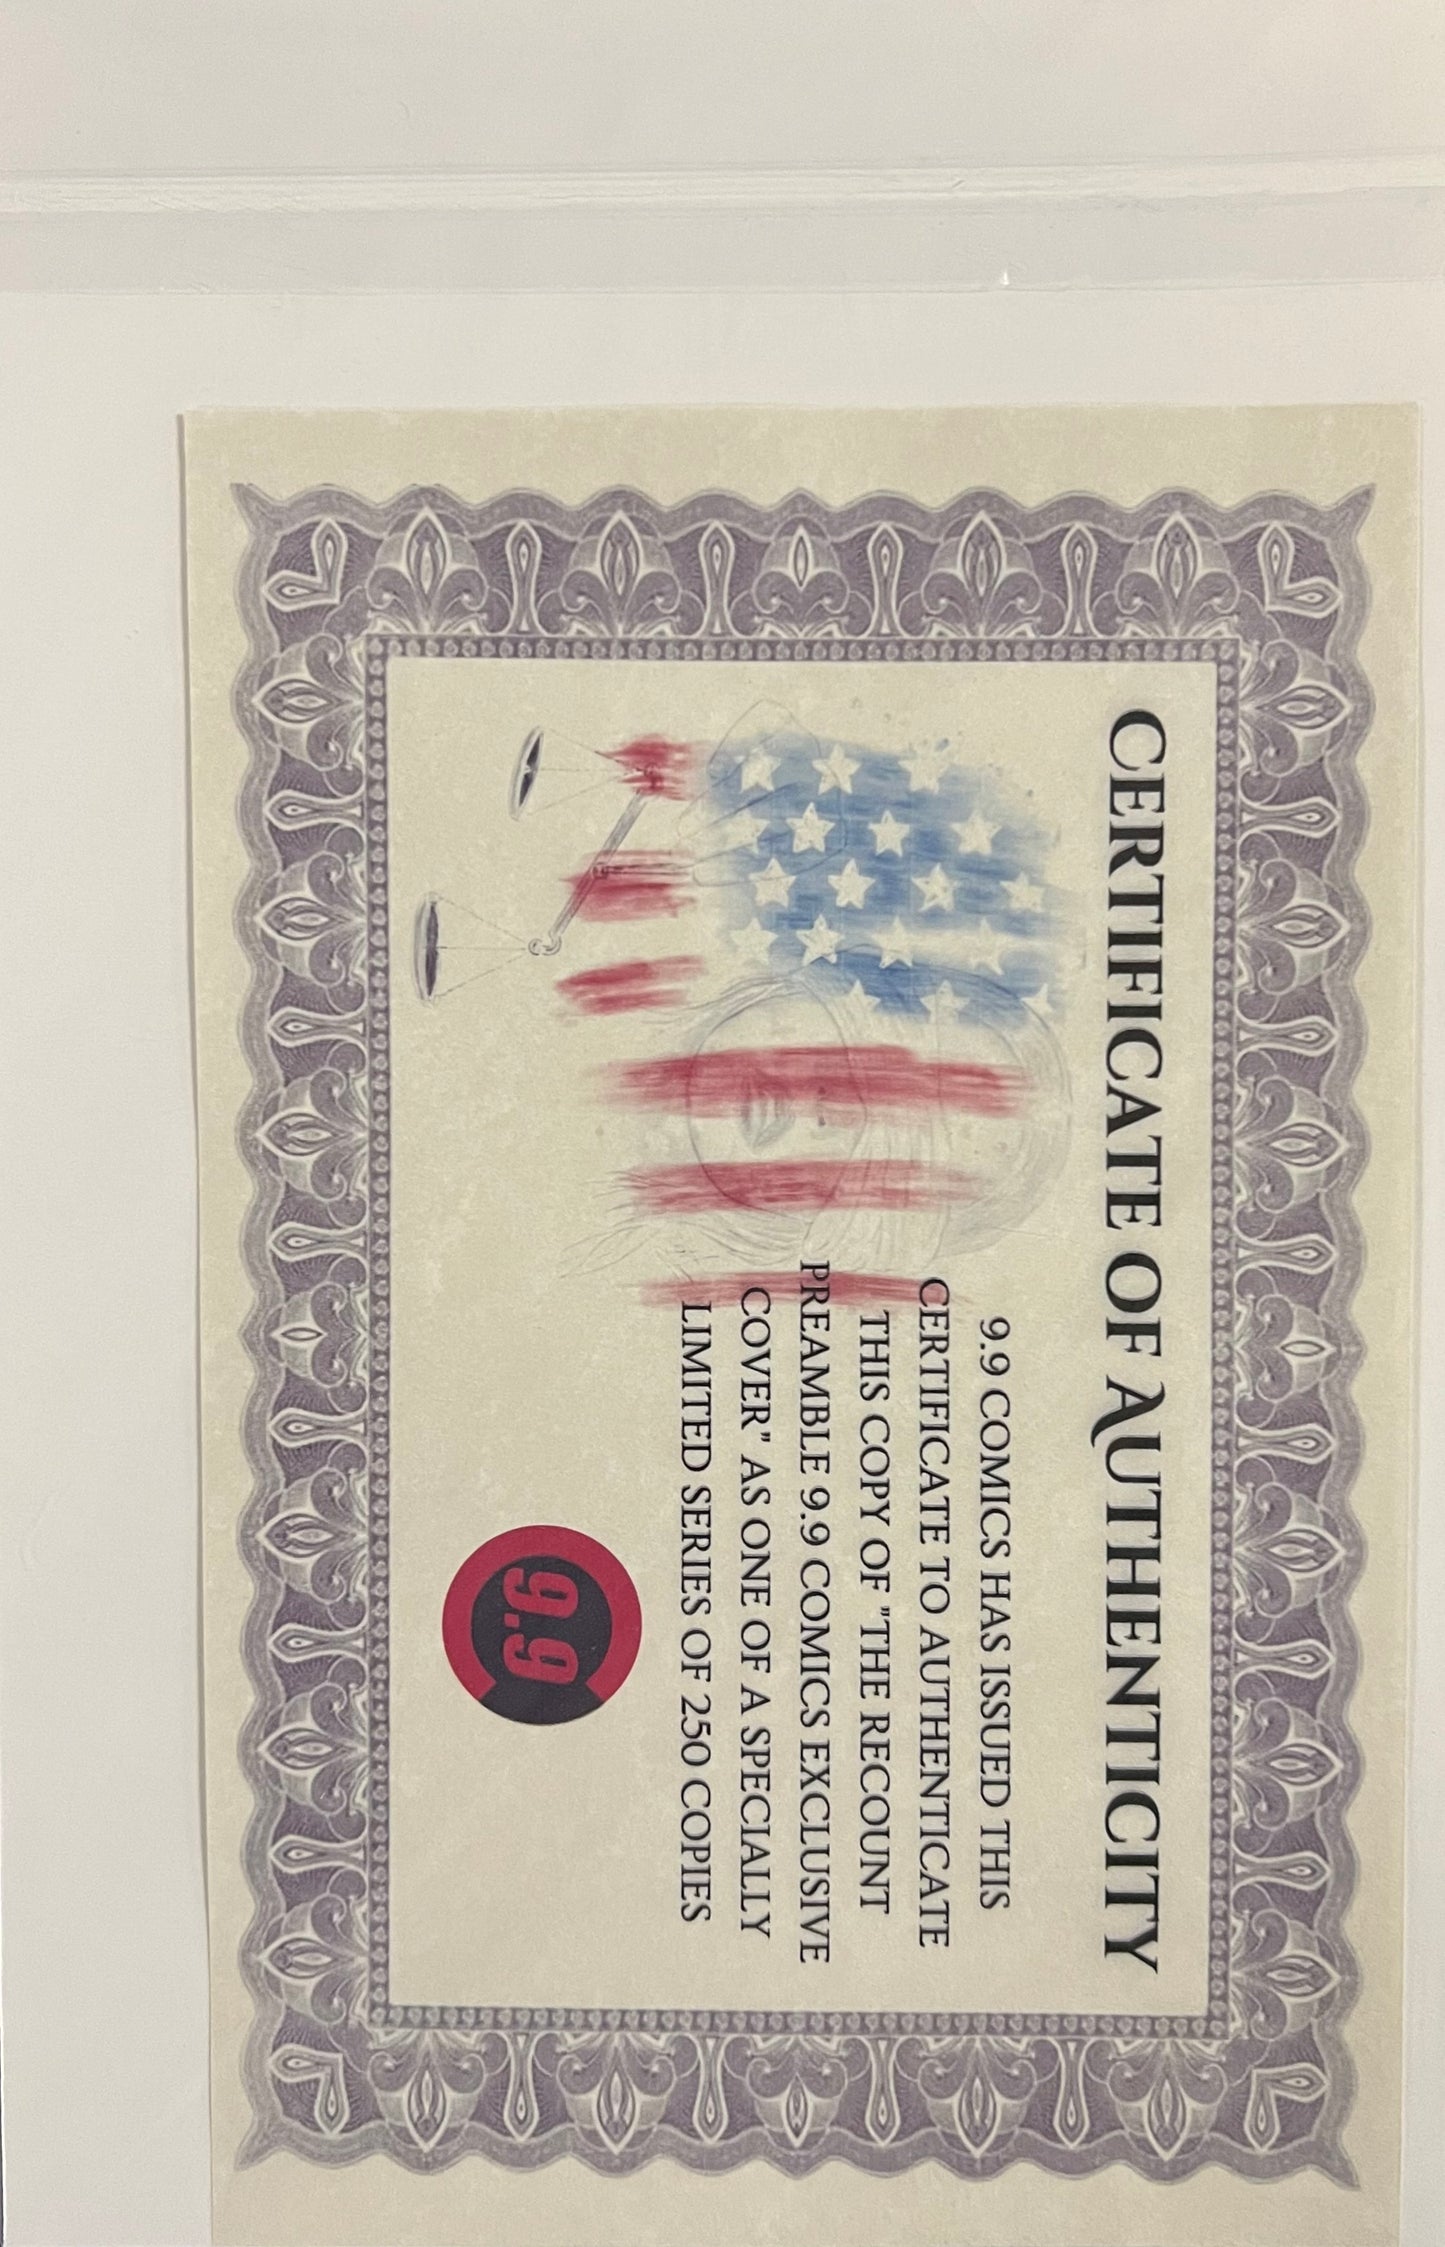 CERTIFICATE OF AUTHENTICITY
9.9 COMICS HAS ISSUED THIS
CERTIFICATE TO AUTHENTICATE
THIS COPY OF "THE RECOUNT
PREAMBLE 9.9 COMICS EXCLUSIVE
COVER" AS ONE OF A SPECIALLY
LIMITED SERIES OF 250 COPIES
9.9